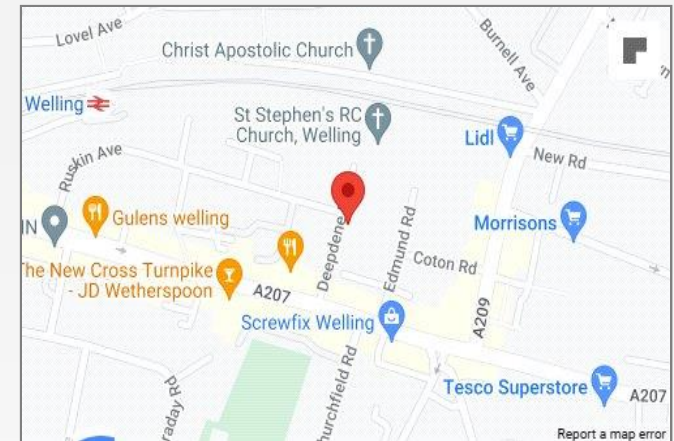 Lovel Ave
Christ Apostolic Church
Burnell Ave
Welling
St Stephen's RC
Church, Welling
Lidl
New Rd
Ruskin Ave
Gulens welling
Morrisons
Deepdene
Edmund Rd
Coton Rd
The New Cross Turnpike
- JD Wetherspoon
A207
Screwfix Welling
A209
Tesco Superstore
A207
Report a map error